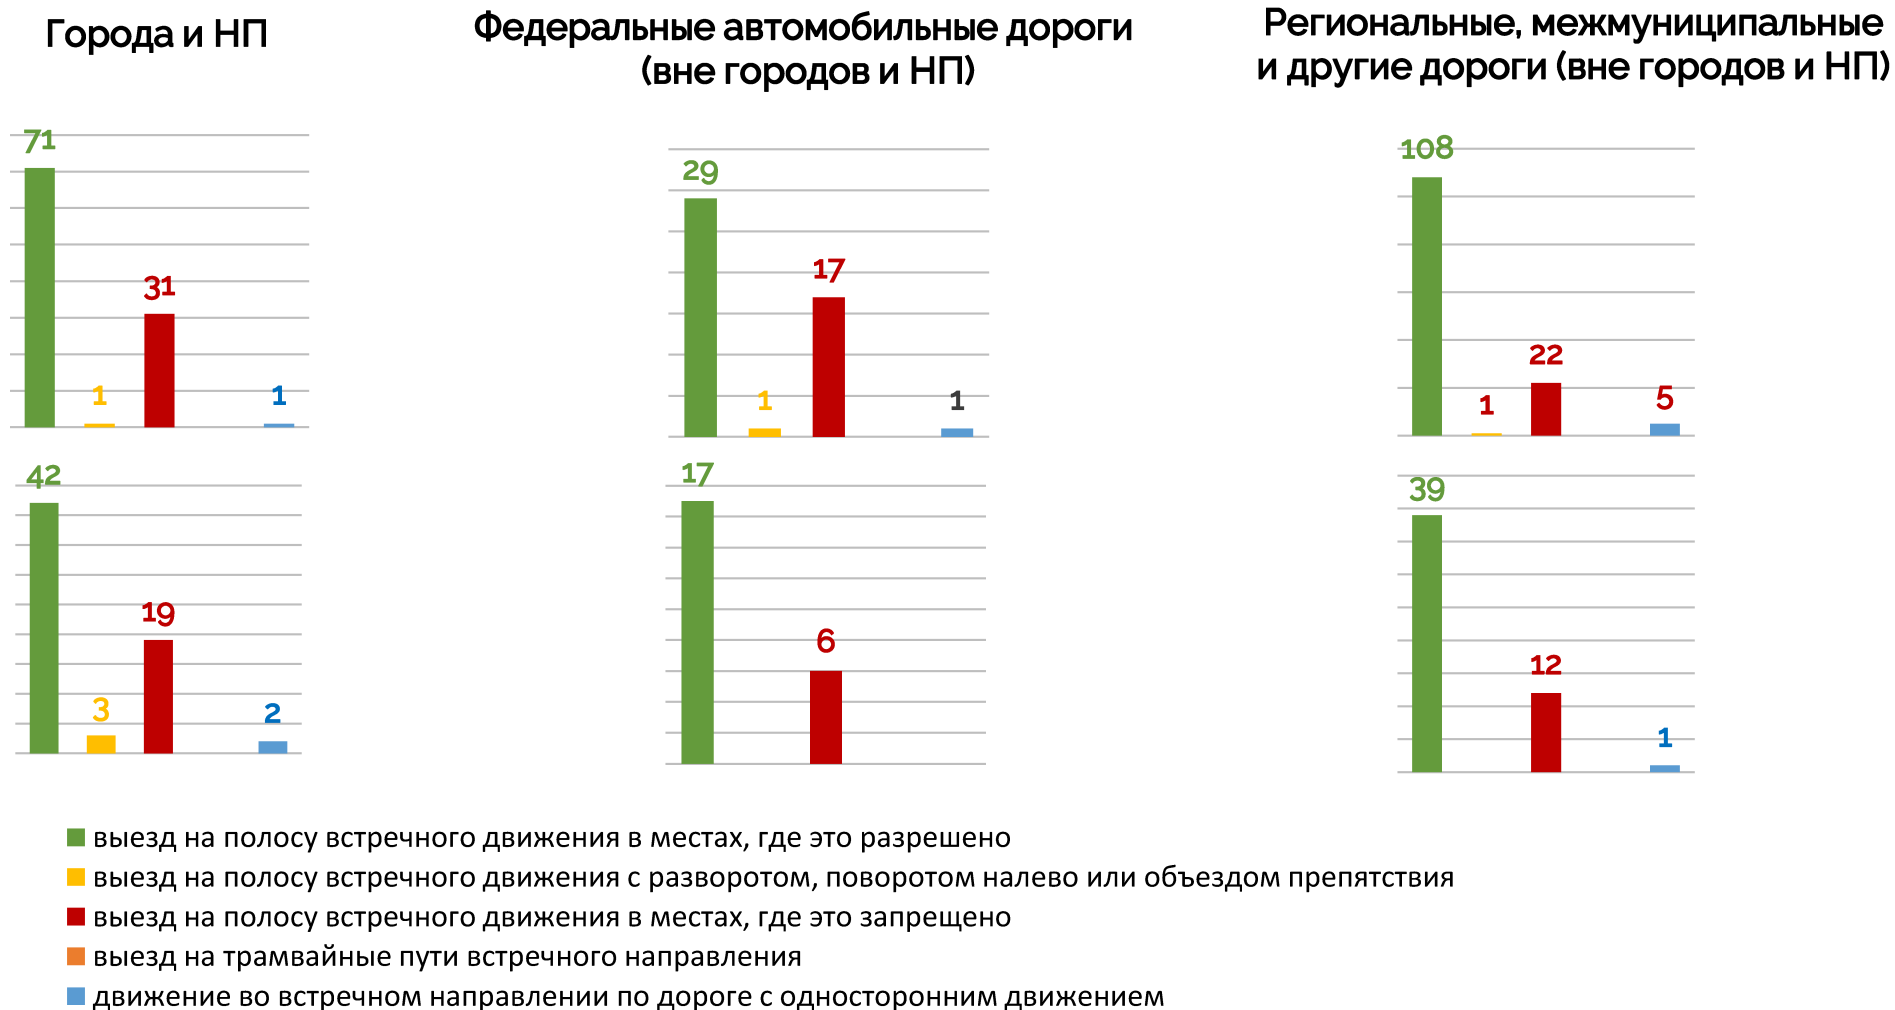 Города и НП
Федеральные автомобильные дороги
(вне городов и НП)
Региональные, межмуниципальные
и другие дороги (вне городов и НП)
71
1
31
1
29
1
17
1
108
1
22
5
42
3
19
2
17
6
39
12
1
выезд на полосу встречного движения в местах, где это разрешено
выезд на полосу встречного движения с разворотом, поворотом налево или объездом препятствия
выезд на полосу встречного движения в местах, где это запрещено
выезд на трамвайные пути встречного направления
движение во встречном направлении по дороге с односторонним движением